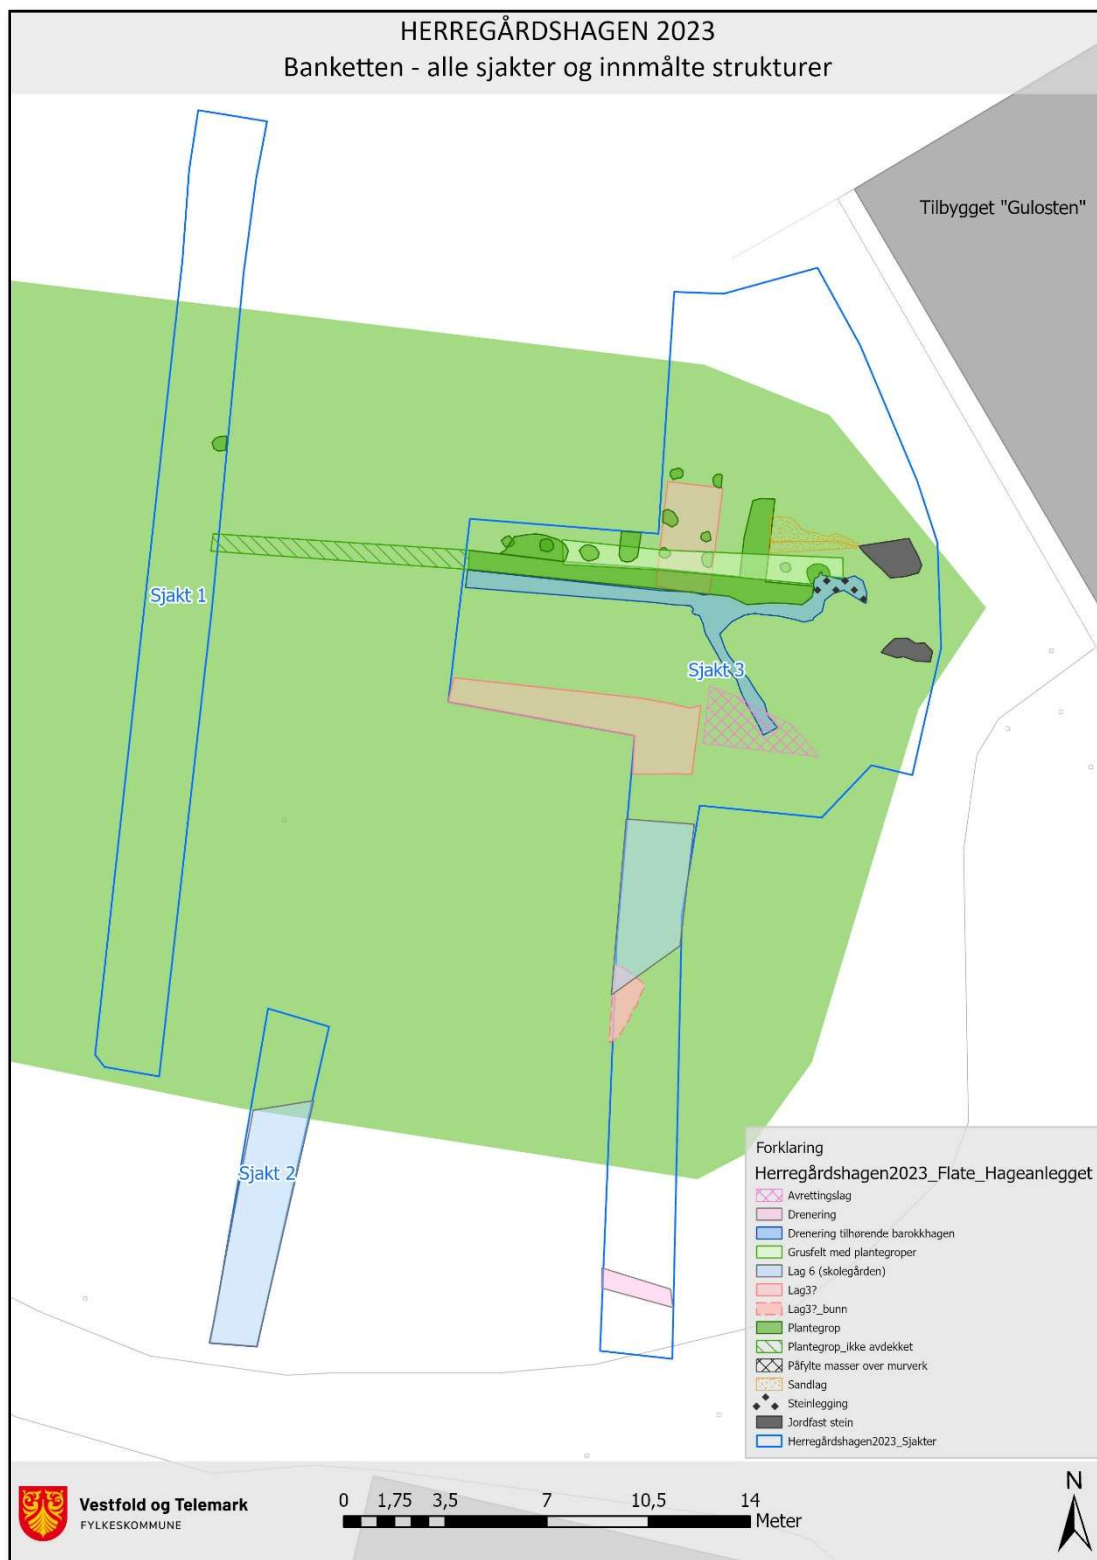 HERREGÅRDSHAGEN 2023
Banketten - alle sjakter og innmålte strukturer
Tilbygget "Gulosten"
Sjakt 1
Sjakt 3
Sjakt 2
Forklaring
Herregårdshagen2023_Flate_Hageanlegget
Avrettingslag
Drenering
Drenering tilhørende barokkhagen
Grusfelt med plantegroper
Lag 6 (skolegården)
Lag3?
Lag3?_bunn
Plantegrop
Plantegrop_ikke avdekket
Påfylte masser over murverk
Sandlag
Steinlegging
Jordfast stein
Herregårdshagen2023_Sjakter
Vestfold og Telemark
FYLKESKOMMUNE
0 1,75 3,5 7 10,5 14
Meter
N